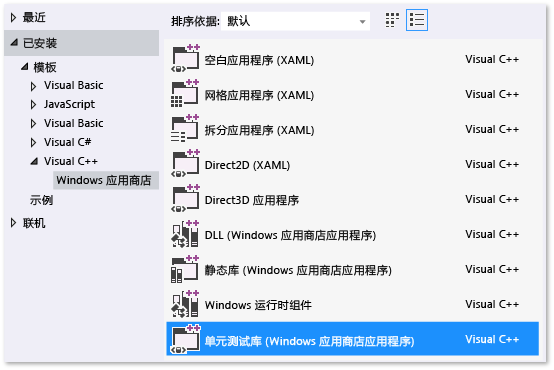 最近
已安装
模板
Visual Basic
JavaScript
Visual Basic
Visual C#
Visual C++
Windows 应用商店
示例
联机
排序依据: 默认
空白应用程序 (XAML) Visual C++
网格应用程序 (XAML) Visual C++
拆分应用程序 (XAML) Visual C++
Direct2D (XAML) Visual C++
Direct3D 应用程序 Visual C++
DLL (Windows 应用商店应用程序) Visual C++
静态库 (Windows 应用商店应用程序) Visual C++
Windows 运行时组件 Visual C++
单元测试库 (Windows 应用商店应用程序) Visual C++